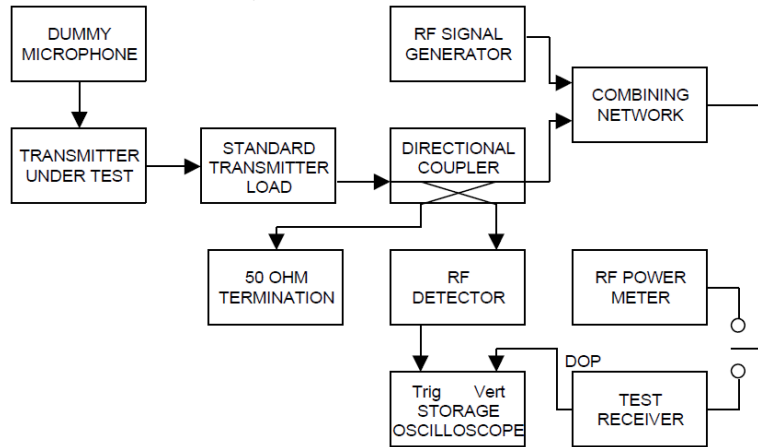 DUMMY
MICROPHONE
RF SIGNAL
GENERATOR
COMBINING
NETWORK
TRANSMITTER
UNDER TEST
STANDARD
TRANSMITTER
LOAD
DIRECTIONAL
COUPLER
50 OHM
TERMINATION
RF
DETECTOR
RF POWER
METER
DOP
Trig Vert
STORAGE
OSCILLOSCOPE
TEST
RECEIVER